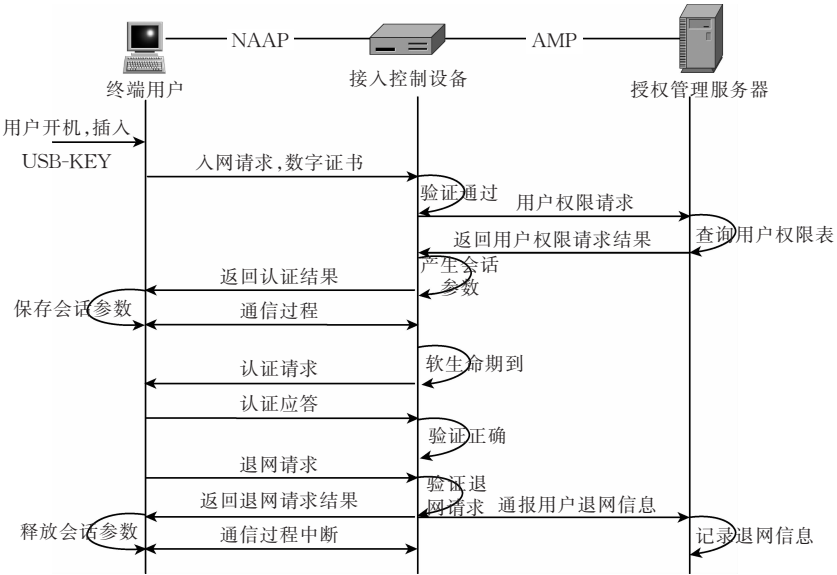 NAAP
AMP
终端用户
接入控制设备
授权管理服务器
用户开机,插入
USB-KEY
入网请求,数字证书
验证通过
用户权限请求
查询用户权限表
返回用户权限请求结果
产生会话
参数
返回认证结果
保存会话参数
通信过程
软生命期到
认证请求
认证应答
验证正确
退网请求
验证退
网请求
返回退网请求结果
通报用户退网信息
释放会话参数
通信过程中断
记录退网信息